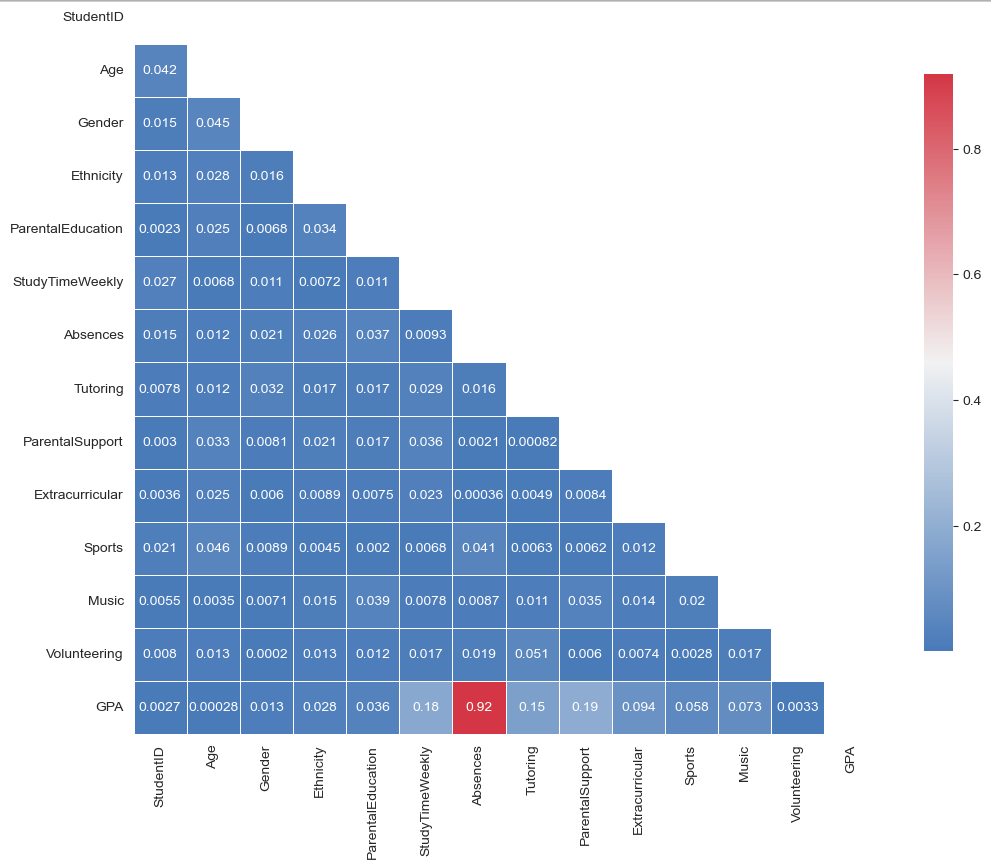 StudentID
Age 0.042
Gender 0.015 0.045
0.8
Ethnicity 0.013 0.028 0.016
ParentalEducation 0.0023 0.025 0.0068 0.034
0.6
StudyTimeWeekly 0.027 0.0068 0.011 0.0072 0.011
Absences 0.015 0.012 0.021 0.026 0.037 0.0093
Tutoring 0.0078 0.012 0.032 0.017 0.017 0.029 0.016
0.4
ParentalSupport 0.003 0.033 0.0081 0.021 0.017 0.036 0.0021 0.00082
Extracurricular 0.0036 0.025 0.006 0.0089 0.0075 0.023 0.00036 0.0049 0.0084
0.2
Sports 0.021 0.046 0.0089 0.0045 0.002 0.0068 0.041 0.0063 0.0062 0.012
Music 0.0055 0.0035 0.0071 0.015 0.039 0.0078 0.0087 0.011 0.035 0.014 0.02
Volunteering 0.008 0.013 0.0002 0.013 0.012 0.017 0.019 0.051 0.006 0.0074 0.0028 0.017
GPA 0.0027 0.00028 0.013 0.028 0.036 0.18 0.92 0.15 0.19 0.094 0.058 0.073 0.0033
StudentID
Age
Gender
Ethnicity
ParentalEducation
StudyTimeWeekly
Absences
Tutoring
ParentalSupport
Extracurricular
Sports
Music
Volunteering
GPA